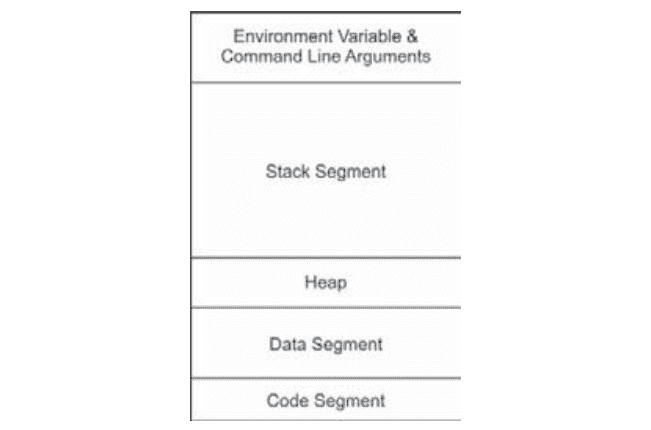 Environment Variable &
Command Line Arguments
Stack Segment
Heap
Data Segment
Code Segment